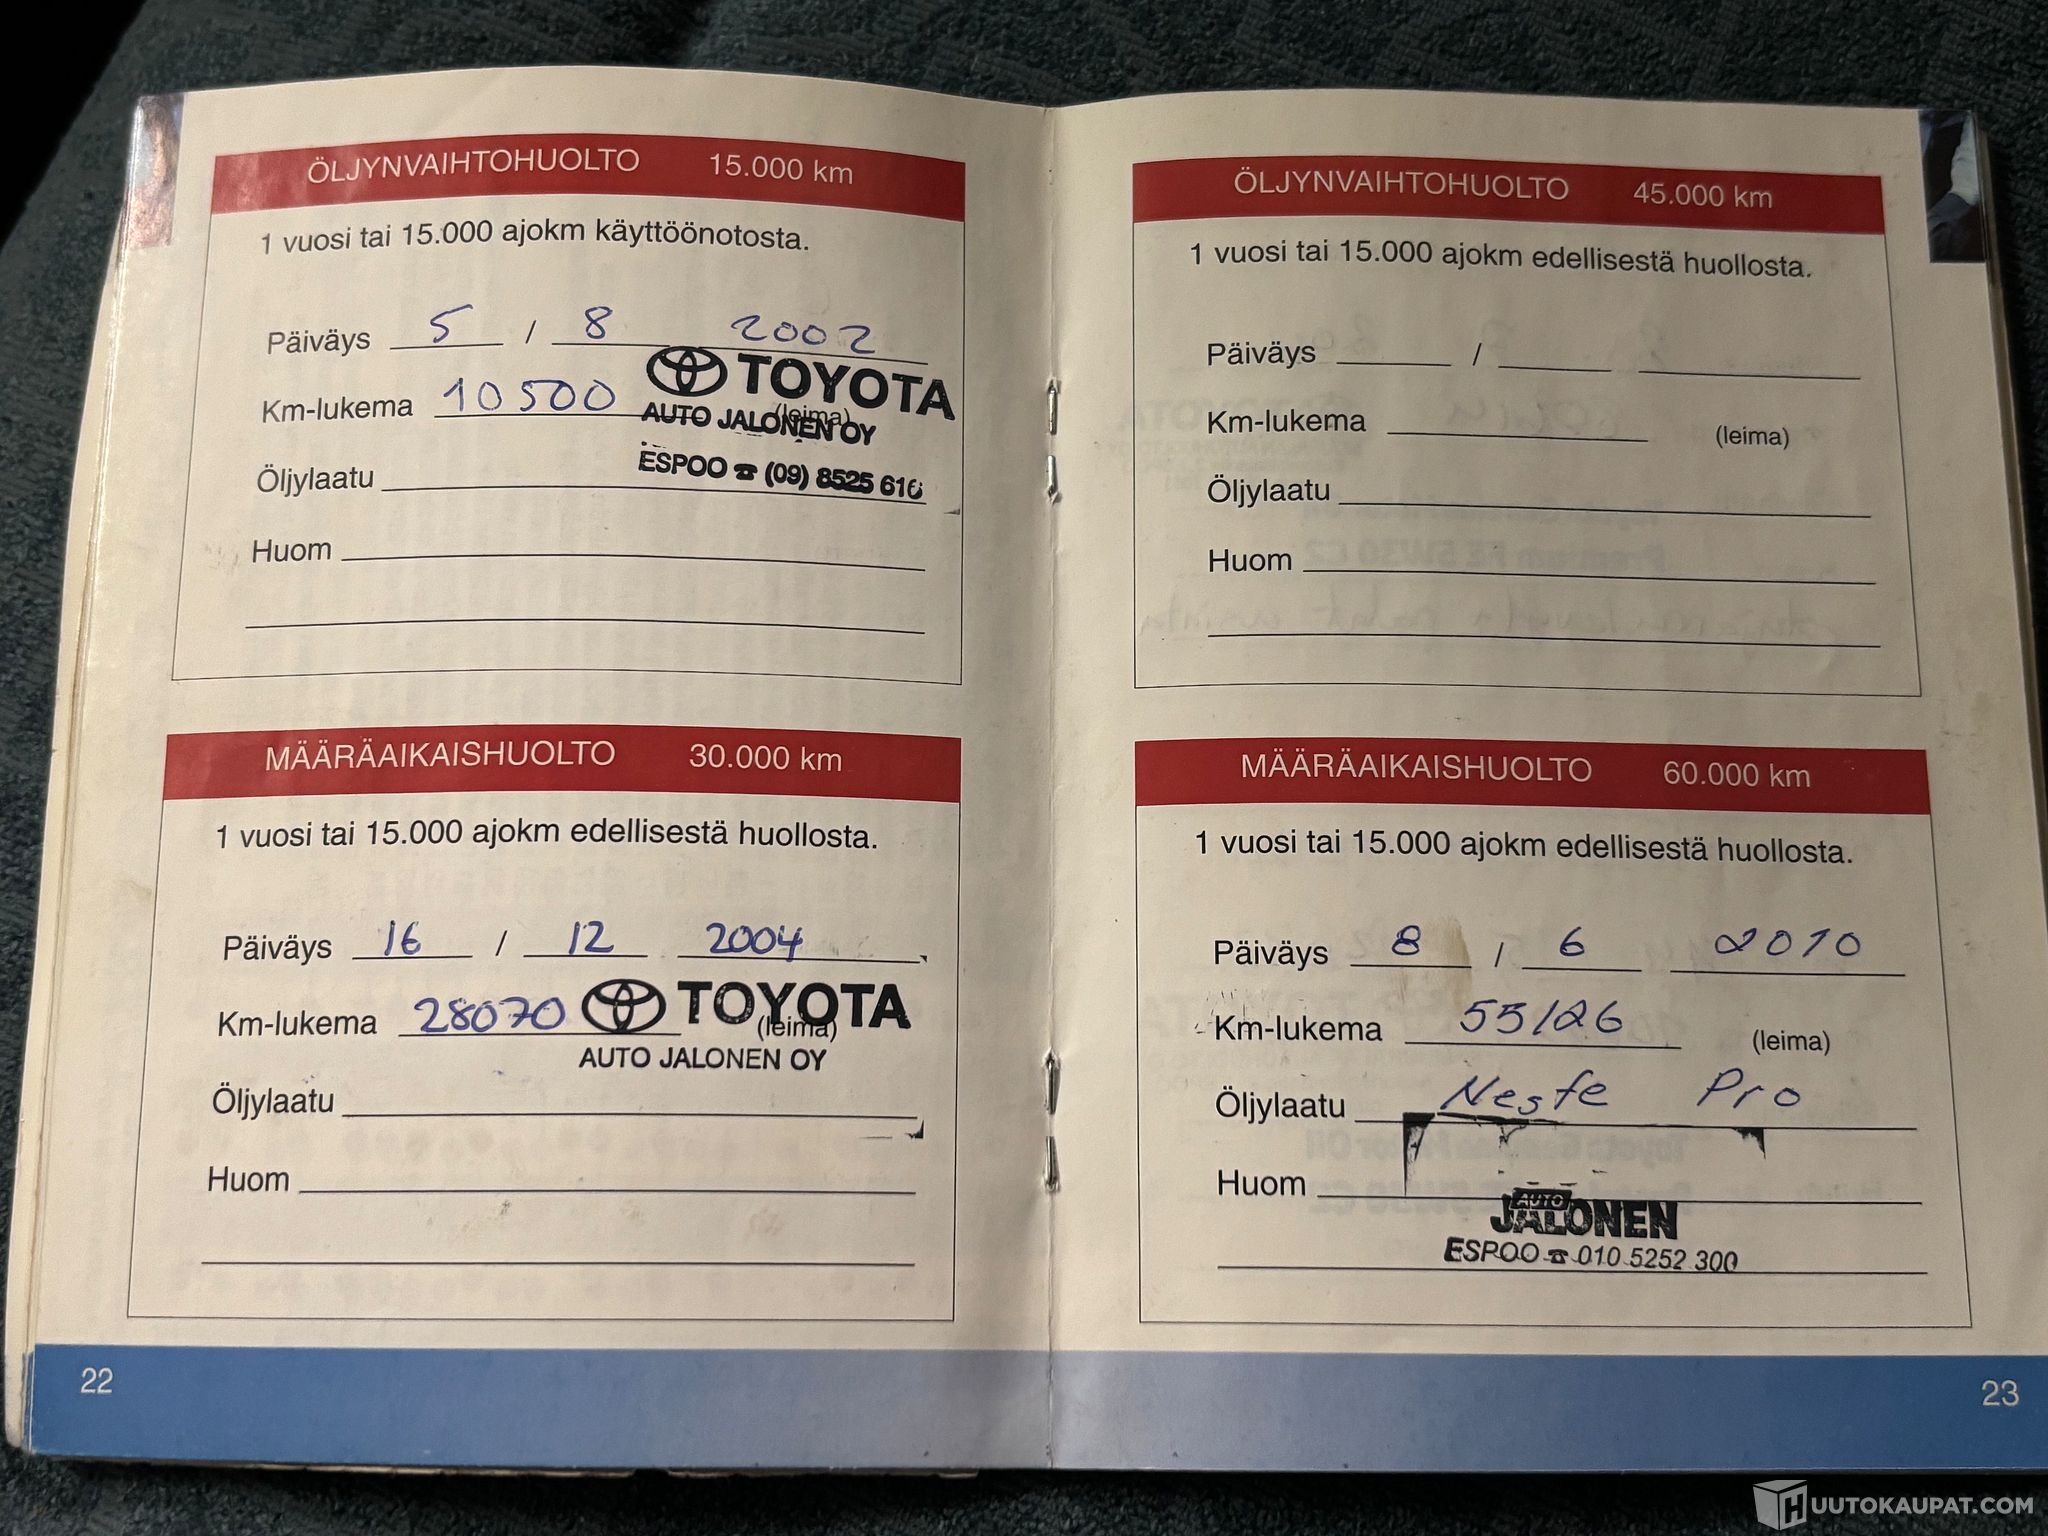 ÖLJYNVAIHTOHUOLTO 15.000 km
1 vuosi tai 15.000 ajokm käyttöönotosta.
Päiväys 5 / 8 2002
TOYOTA
Km-lukema 10500 (leima)
AUTO JALONEN OY
ESPOO ☎ (09) 8525 616
Öljylaatu
Huom
MÄÄRÄAIKAISHUOLTO 30.000 km
1 vuosi tai 15.000 ajokm edellisestä huollosta.
Päiväys 16 / 12 2004
Km-lukema 28070 TOYOTA (leima)
AUTO JALONEN OY
Öljylaatu
Huom
22
ÖLJYNVAIHTOHUOLTO 45.000 km
1 vuosi tai 15.000 ajokm edellisestä huollosta.
Päiväys /
Km-lukema (leima)
Öljylaatu
Huom
MÄÄRÄAIKAISHUOLTO 60.000 km
1 vuosi tai 15.000 ajokm edellisestä huollosta.
Päiväys 8 / 6 2010
Km-lukema 55126 (leima)
Öljylaatu Neste Pro
Huom
AUTO
JALONEN
ESPOO ☎ 010 5252 300
23
HUUTOKAUPAT.COM